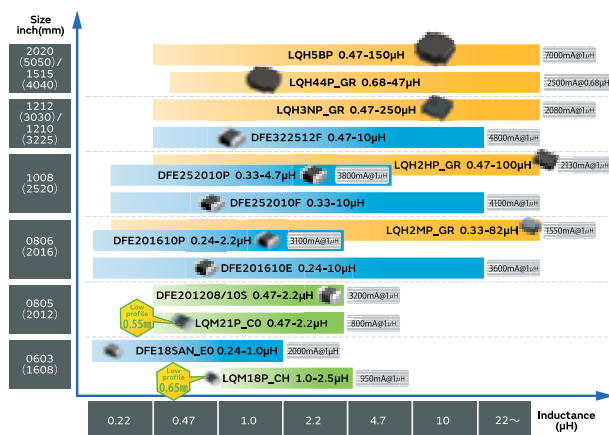 Size
inch(mm)
2020
(5050)/
1515
(4040)
LQH5BP 0.47-150μH
7000mA@1μH
LQH44P_GR 0.68-47μH
2500mA@0.68μH
1212
(3030)/
1210
(3225)
LQH3NP_GR 0.47-250μH
2080mA@1μH
DFE322512F 0.47-10μH
4800mA@1μH
1008
(2520)
LQH2HP_GR 0.47-100μH
2130mA@1μH
DFE252010P 0.33-4.7μH
3800mA@1μH
DFE252010F 0.33-10μH
4100mA@1μH
0806
(2016)
LQH2MP_GR 0.33-82μH
1550mA@1μH
DFE201610P 0.24-2.2μH
3100mA@1μH
DFE201610E 0.24-10μH
3600mA@1μH
0805
(2012)
DFE201208/10S 0.47-2.2μH
3200mA@1μH
Low
profile
0.55㎜
LQM21P_C0 0.47-2.2μH
800mA@1μH
0603
(1608)
DFE18SAN_E0 0.24-1.0μH
2000mA@1μH
Low
profile
0.65㎜
LQM18P_CH 1.0-2.5μH
950mA@1μH
0.22 0.47 1.0 2.2 4.7 10 22～
Inductance
(μH)